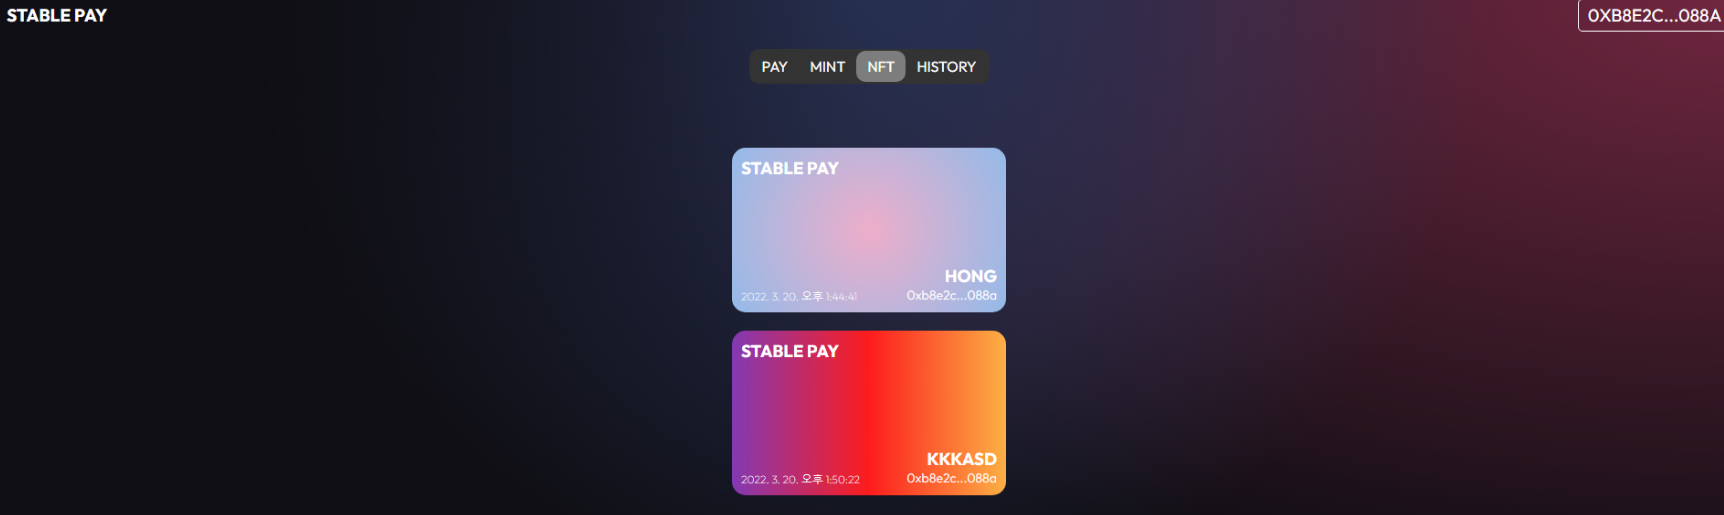 STABLE PAY
0XB8E2C...088A
PAY MINT NFT HISTORY
STABLE PAY
HONG
2022. 3. 20. 오후 1:44:41 0xb8e2c...088a
STABLE PAY
KKKASD
2022. 3. 20. 오후 1:50:22 0xb8e2c...088a